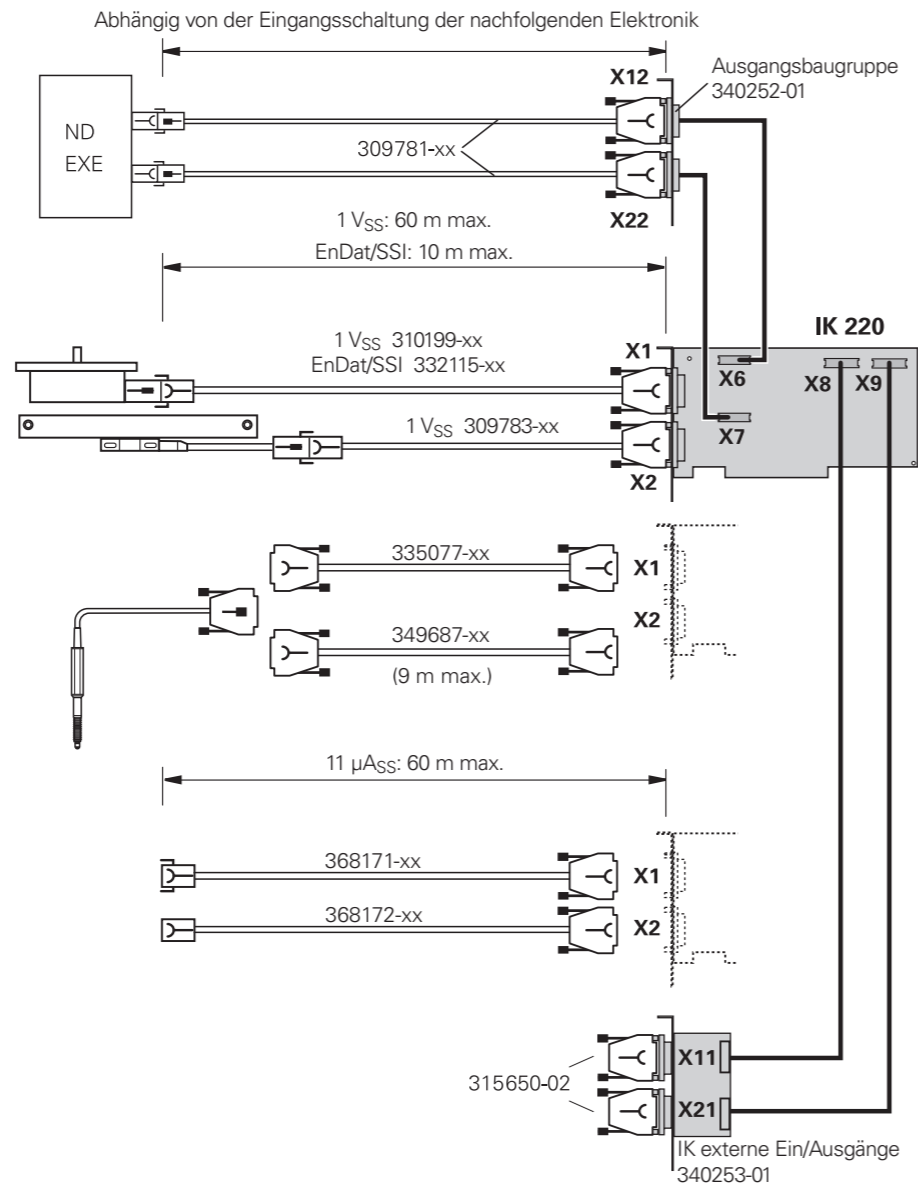 Abhängig von der Eingangsschaltung der nachfolgenden Elektronik
X12
Ausgangsbaugruppe
340252-01
ND
EXE
309781-xx
X22
1 VSS: 60 m max.
EnDat/SSI: 10 m max.
IK 220
1 VSS 310199-xx
EnDat/SSI 332115-xx
X1
X6
X8
X9
1 VSS 309783-xx
X7
X2
335077-xx
X1
X2
349687-xx
(9 m max.)
11 µASS: 60 m max.
368171-xx
X1
368172-xx
X2
315650-02
X11
X21
IK externe Ein/Ausgänge
340253-01